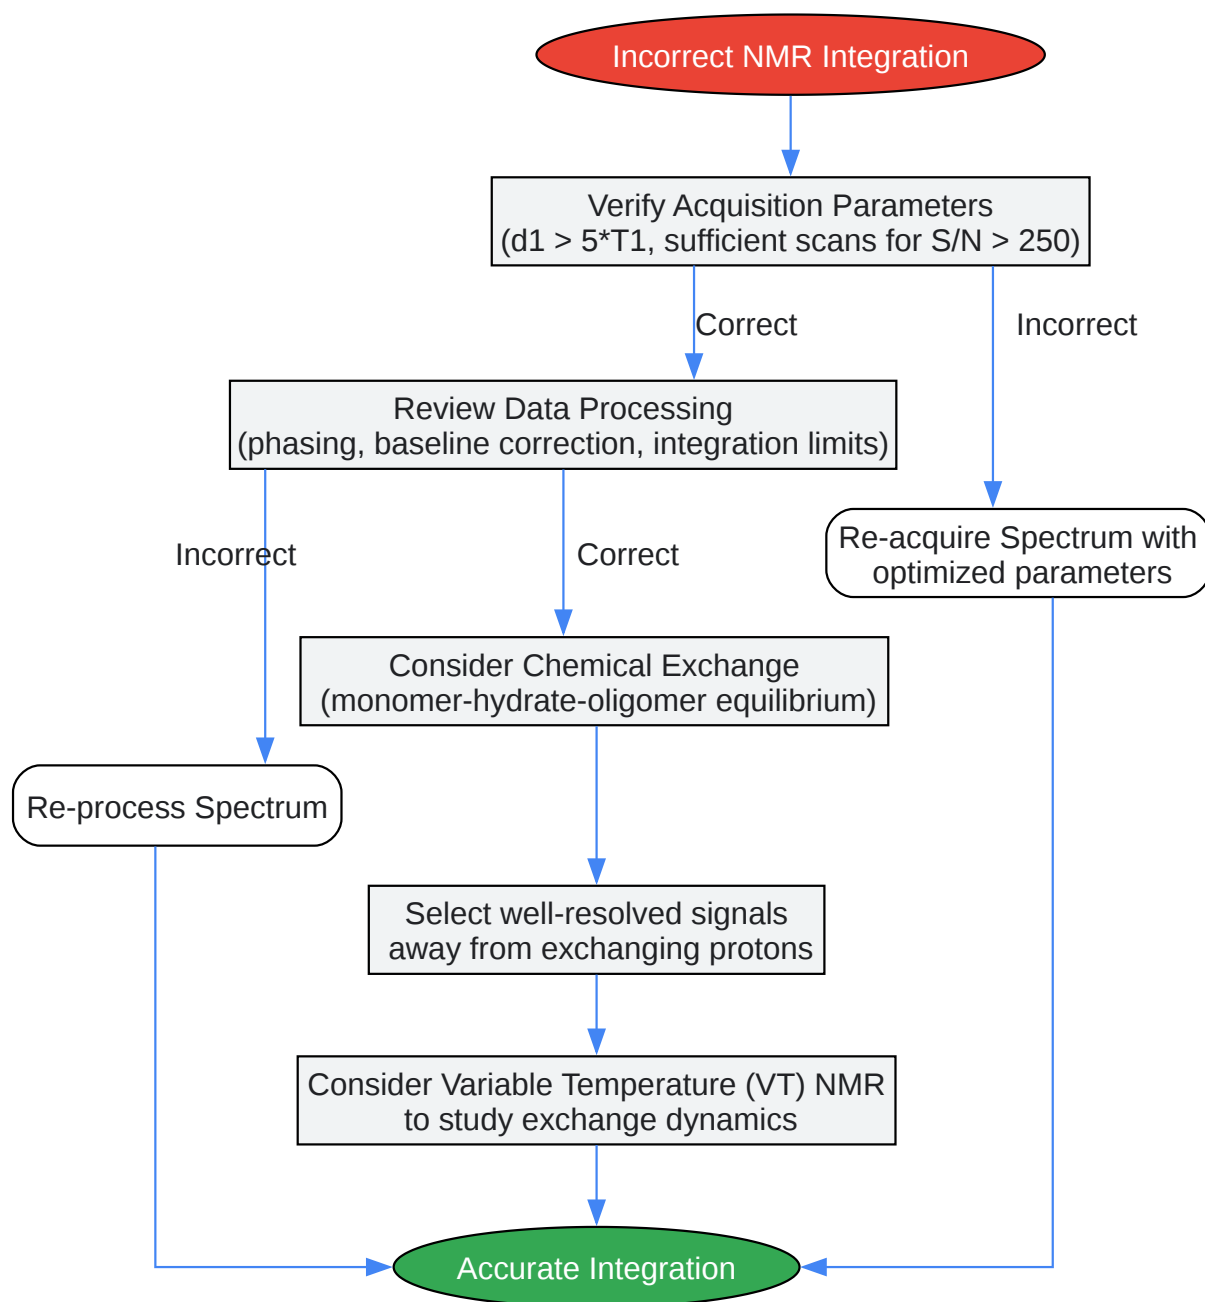 Incorrect NMR Integration
Verify Acquisition Parameters
(d1 > 5*T1, sufficient scans for S/N > 250)
Correct
Incorrect
Review Data Processing
(phasing, baseline correction, integration limits)
Re-acquire Spectrum with
optimized parameters
Incorrect
Correct
Consider Chemical Exchange
(monomer-hydrate-oligomer equilibrium)
Re-process Spectrum
Select well-resolved signals
away from exchanging protons
Consider Variable Temperature (VT) NMR
to study exchange dynamics
Accurate Integration